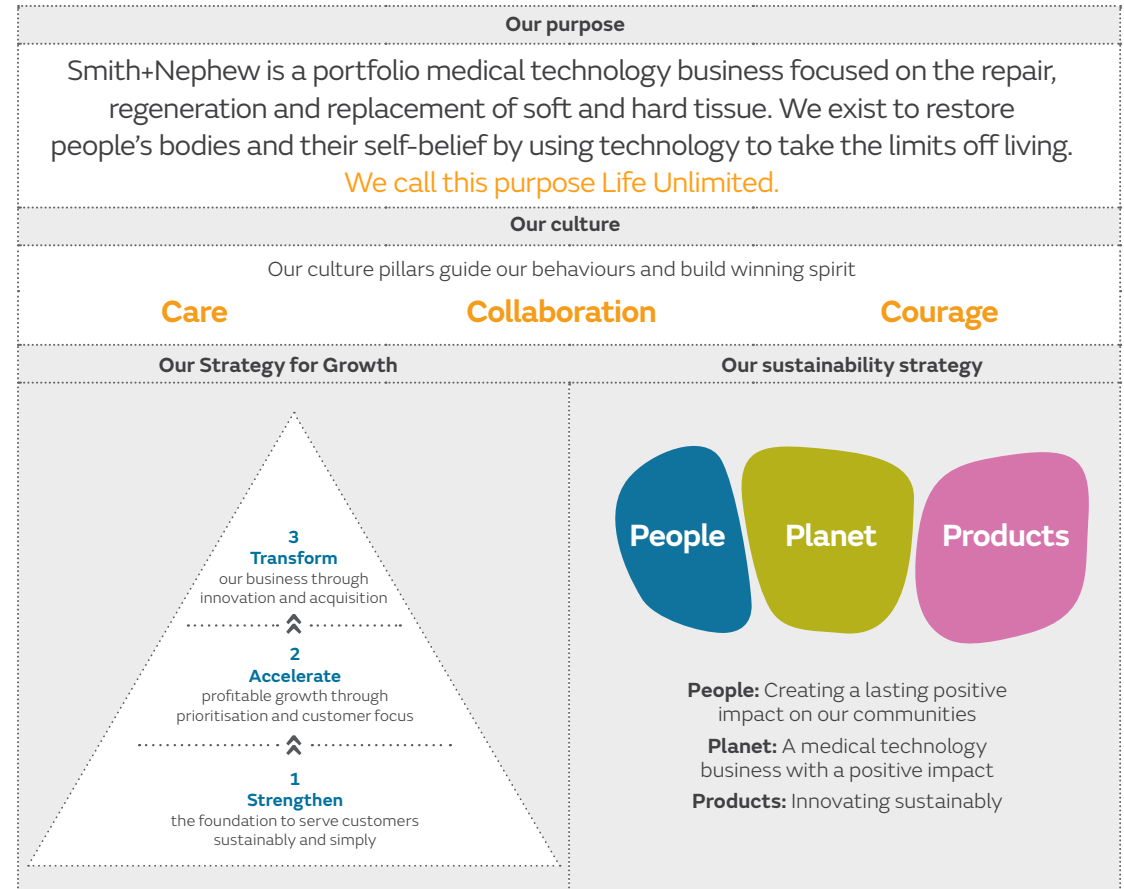 Our purpose
Smith+Nephew is a portfolio medical technology business focused on the repair,
regeneration and replacement of soft and hard tissue. We exist to restore
people’s bodies and their self-belief by using technology to take the limits off living.
We call this purpose Life Unlimited.
Our culture
Our culture pillars guide our behaviours and build winning spirit
Care
Collaboration
Courage
Our Strategy for Growth
3
Transform
our business through
innovation and acquisition
2
Accelerate
profitable growth through
prioritisation and customer focus
1
Strengthen
the foundation to serve customers
sustainably and simply
Our sustainability strategy
People
Planet
Products
People: Creating a lasting positive
impact on our communities
Planet: A medical technology
business with a positive impact
Products: Innovating sustainably